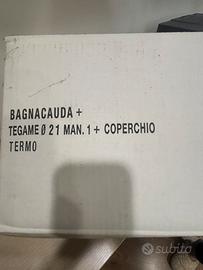 BAGNACAUDA +
TEGAME Ø 21 MAN. 1 + COPERCHIO
TERMO
subito